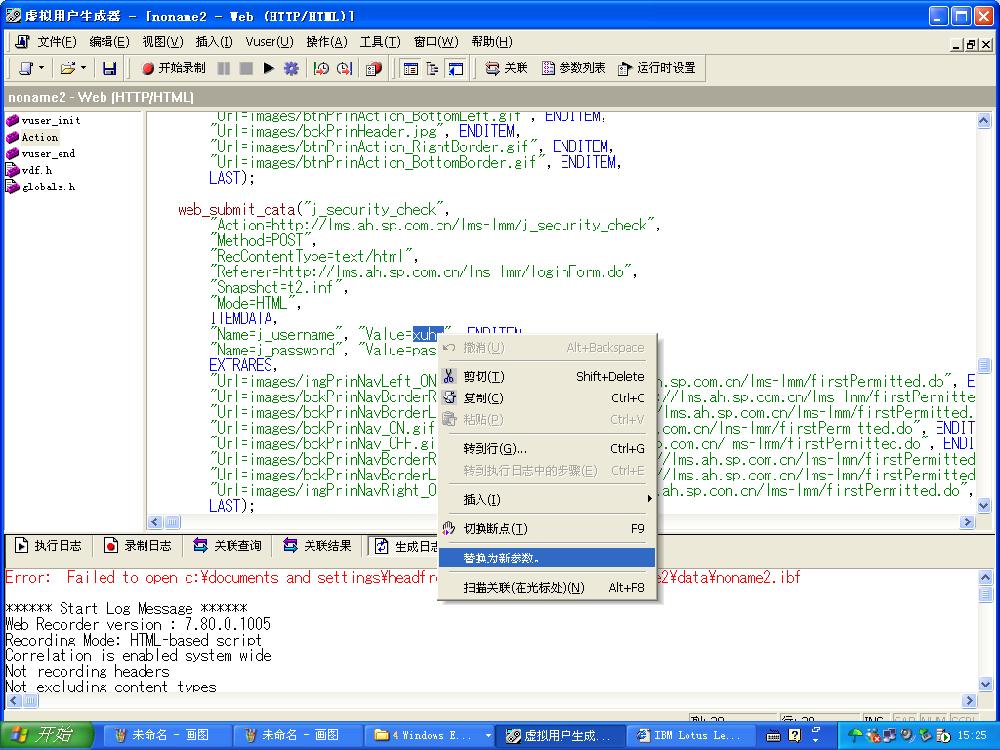 虚拟用户生成器 - [noname2 - Web (HTTP/HTML)]
文件(F) 编辑(E) 视图(V) 插入(I) Vuser(U) 操作(A) 工具(T) 窗口(W) 帮助(H)
开始录制 关联 参数列表 运行时设置
noname2 - Web (HTTP/HTML)
vuser_init
Action
vuser_end
vdf.h
globals.h
"Url=images/btnPrimAction_BottomLeft.gif", ENDITEM,
"Url=images/bckPrimHeader.jpg", ENDITEM,
"Url=images/btnPrimAction_RightBorder.gif", ENDITEM,
"Url=images/btnPrimAction_BottomBorder.gif", ENDITEM,
LAST);
web_submit_data("j_security_check",
"Action=http://lms.ah.sp.com.cn/lms-lmm/j_security_check",
"Method=POST",
"RecContentType=text/html",
"Referer=http://lms.ah.sp.com.cn/lms-lmm/loginForm.do",
"Snapshot=t2.inf",
"Mode=HTML",
ITEMDATA,
"Name=j_username", "Value=xuh ", ENDITEM
"Name=j_password", "Value=pas
EXTRARES,
"Url=images/imgPrimNavLeft_ON .sp.com.cn/lms-lmm/firstPermitted.do", E
"Url=images/bckPrimNavBorderR //lms.ah.sp.com.cn/lms-lmm/firstPermitte
"Url=images/bckPrimNavBorderL /lms.ah.sp.com.cn/lms-lmm/firstPermitted
"Url=images/bckPrimNav_ON.gif .com.cn/lms-lmm/firstPermitted.do", ENDIT
"Url=images/bckPrimNav_OFF.gi p.com.cn/lms-lmm/firstPermitted.do", ENDI
"Url=images/bckPrimNavBorderR /lms.ah.sp.com.cn/lms-lmm/firstPermitted
"Url=images/bckPrimNavBorderL //lms.ah.sp.com.cn/lms-lmm/firstPermitte
"Url=images/imgPrimNavRight_O .sp.com.cn/lms-lmm/firstPermitted.do",
LAST);
撤消(U) Alt+Backspace
剪切(T) Shift+Delete
复制(C) Ctrl+C
粘贴(P) Ctrl+V
转到行(G)... Ctrl+G
转到执行日志中的步骤(E) Ctrl+E
插入(I)
切换断点(T) F9
替换为新参数。
扫描关联(在光标处)(N) Alt+F8
执行日志 录制日志 关联查询 关联结果 生成日志
Error: Failed to open c:\documents and settings\headfro e2\data\noname2.ibf
****** Start Log Message ******
Web Recorder version : 7.80.0.1005
Recording Mode: HTML-based script
Correlation is enabled system wide
Not recording headers
Not excluding content types
列: 29 行: 29 INS CAP NUM SCRL
开始 未命名 - 画图 未命名 - 画图 4 Windows E... 虚拟用户生成... IBM Lotus Le... 15:25